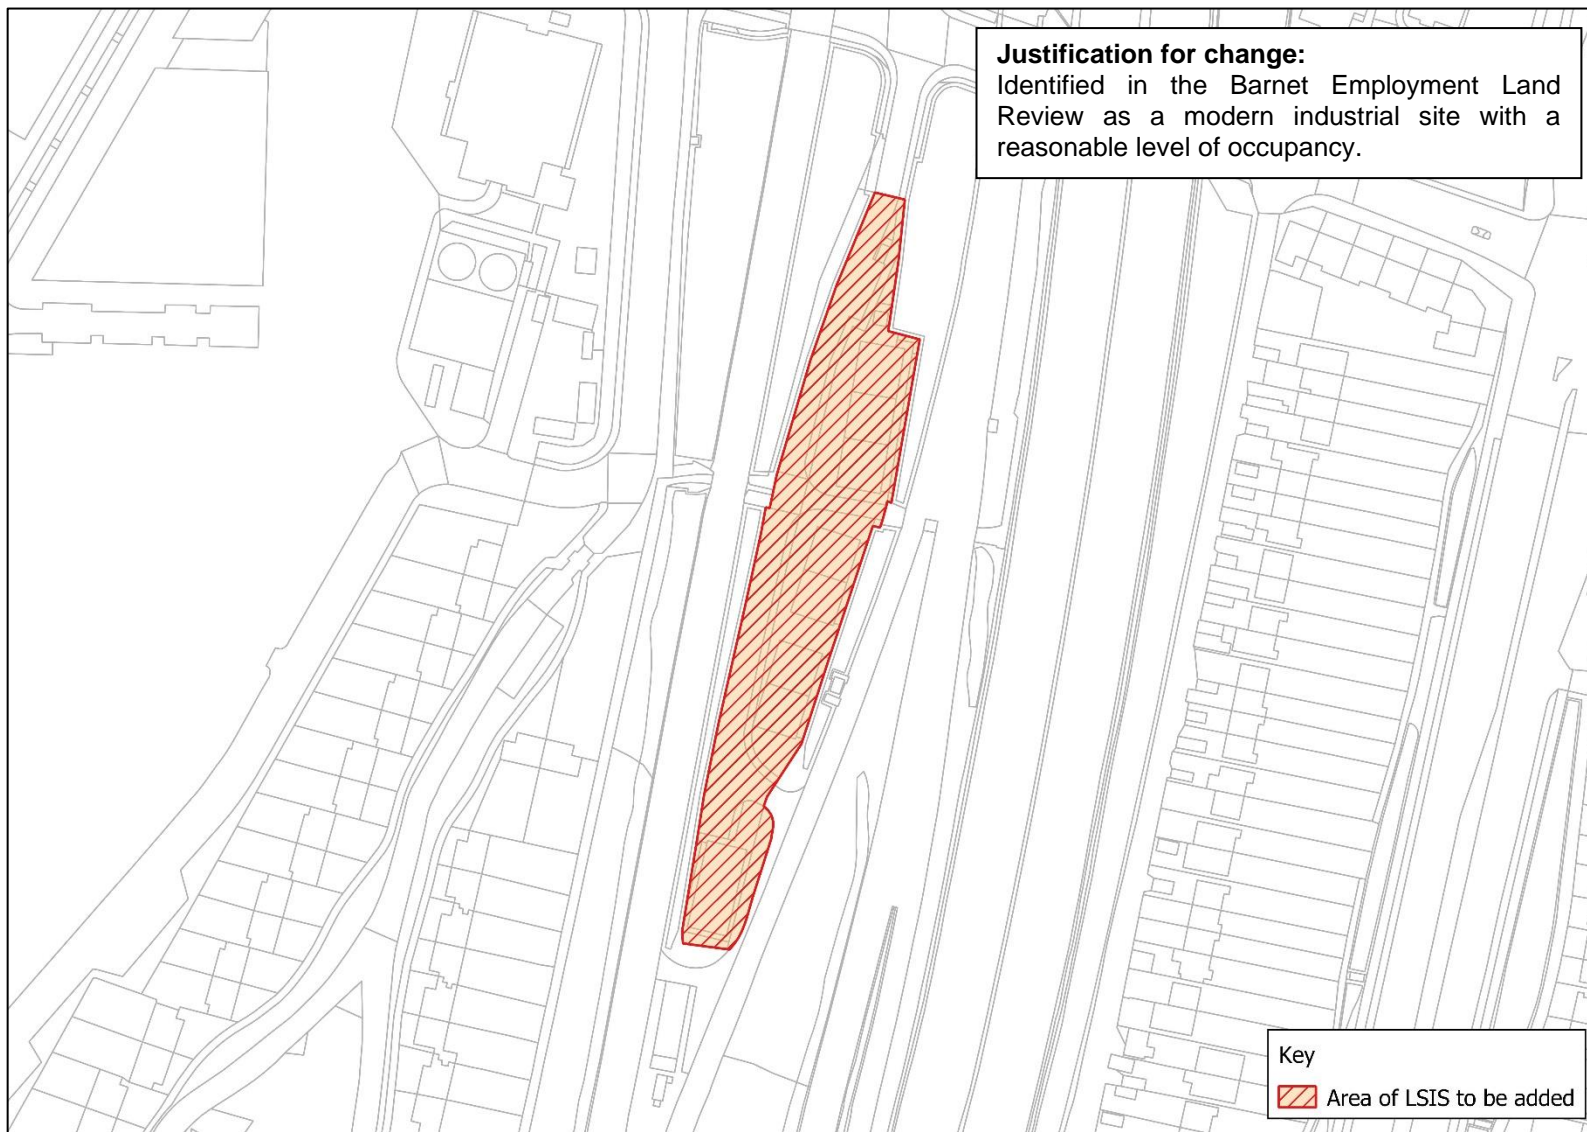 Justification for change:
Identified in the Barnet Employment Land
Review as a modern industrial site with a
reasonable level of occupancy.
Key
Area of LSIS to be added